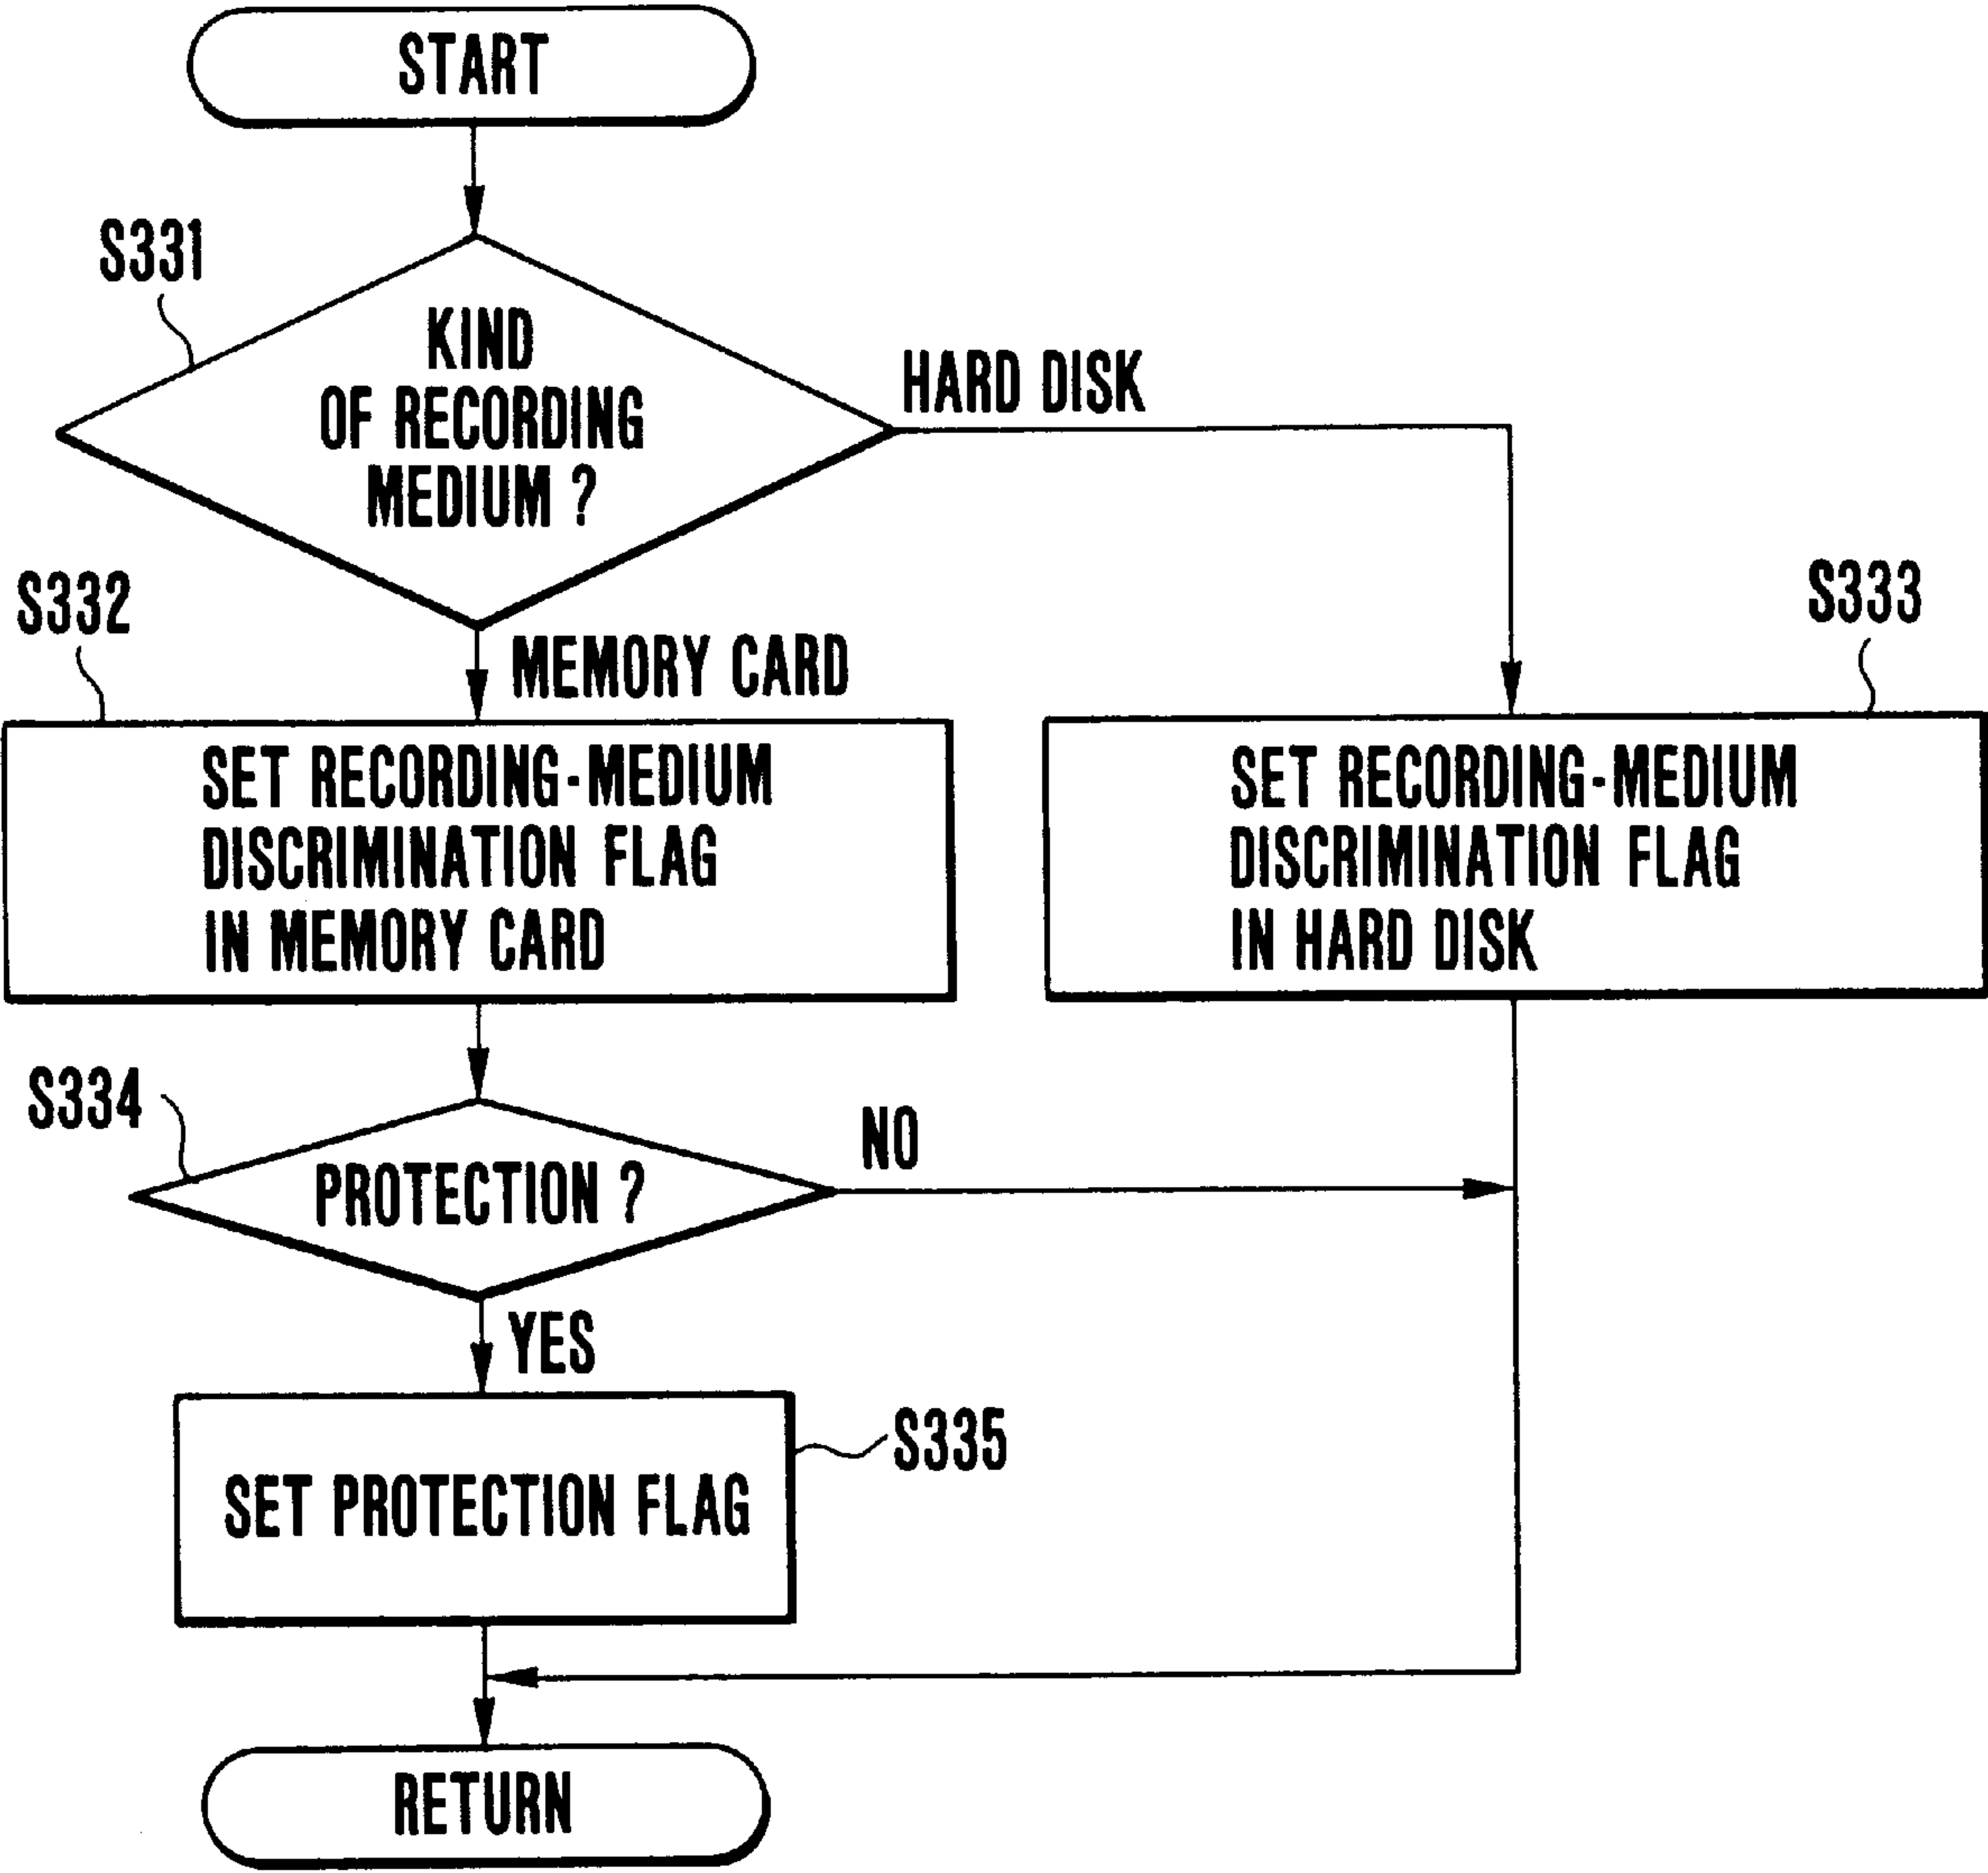 START
S331
KIND
OF RECORDING
MEDIUM ?
HARD DISK
S332
MEMORY CARD
S333
SET RECORDING-MEDIUM
DISCRIMINATION FLAG
IN MEMORY CARD
SET RECORDING-MEDIUM
DISCRIMINATION FLAG
IN HARD DISK
S334
PROTECTION ?
NO
YES
S335
SET PROTECTION FLAG
RETURN